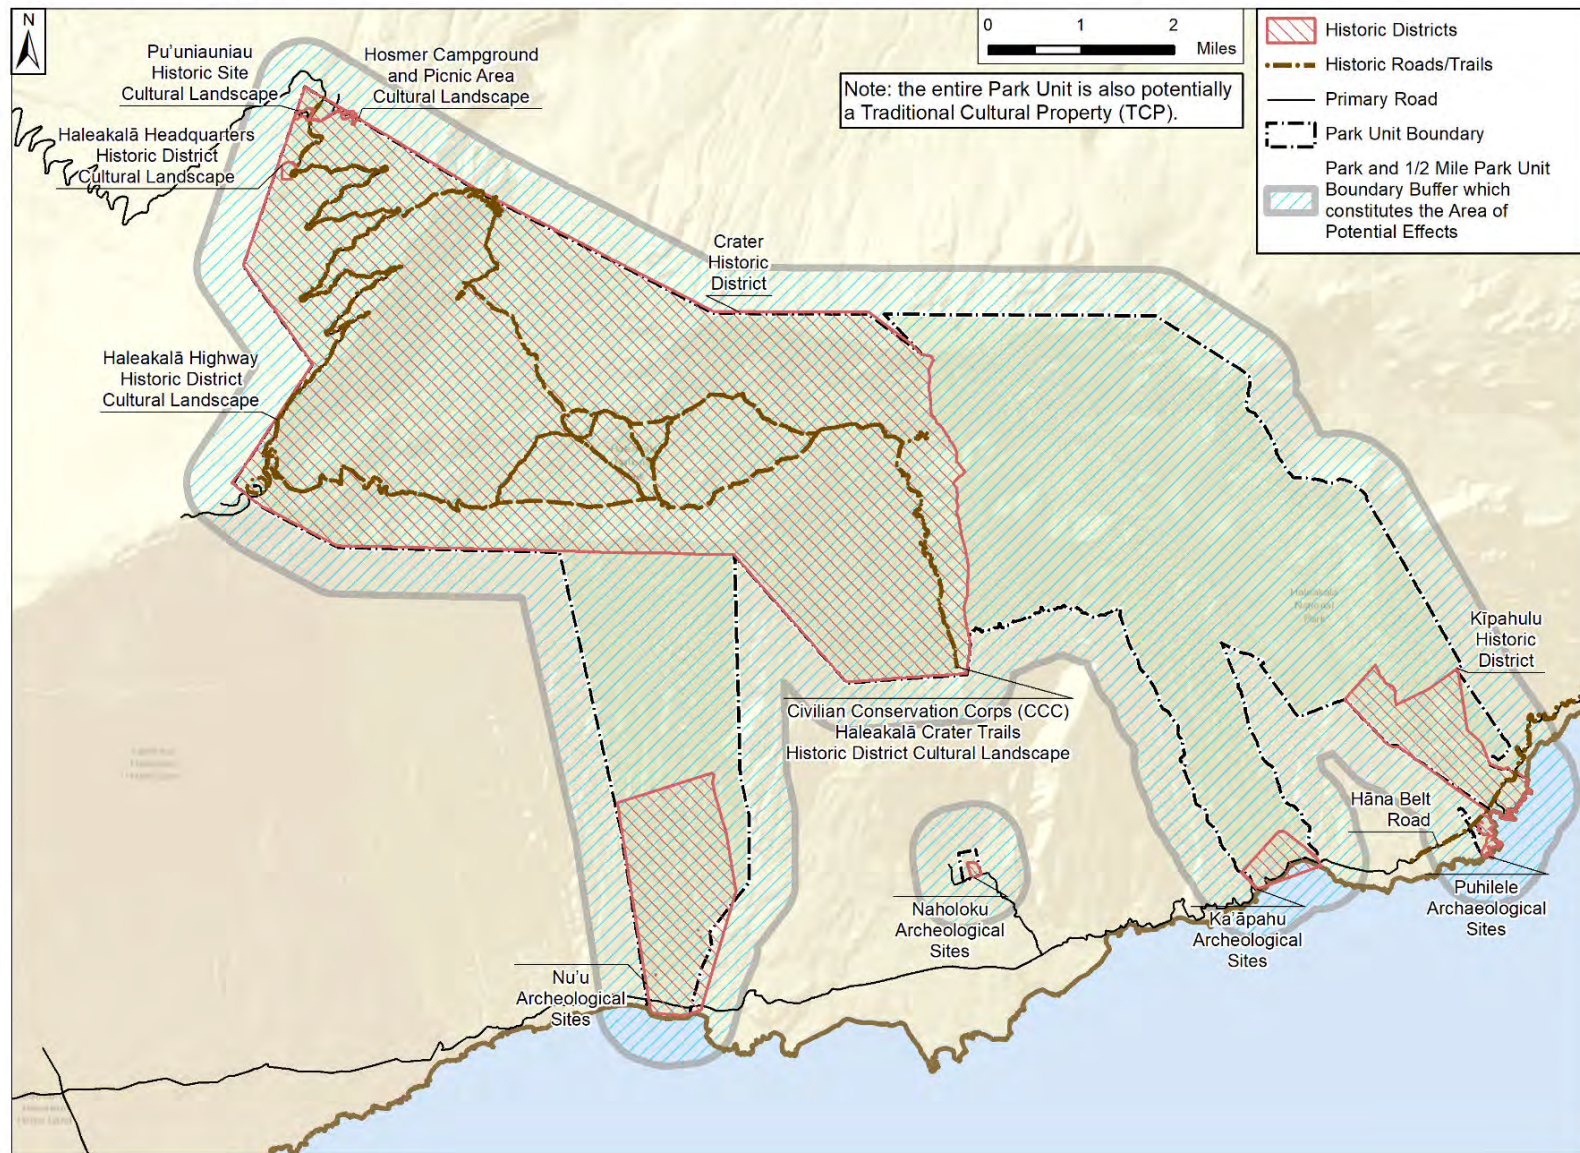 N
0 1 2
Miles
Note: the entire Park Unit is also potentially
a Traditional Cultural Property (TCP).
Historic Districts
Historic Roads/Trails
Primary Road
Park Unit Boundary
Park and 1/2 Mile Park Unit
Boundary Buffer which
constitutes the Area of
Potential Effects
Pu'uniauniau
Historic Site
Cultural Landscape
Hosmer Campground
and Picnic Area
Cultural Landscape
Haleakalā Headquarters
Historic District
Cultural Landscape
Crater
Historic
District
Haleakalā Highway
Historic District
Cultural Landscape
Haleakala
National
Park
Kīpahulu
Historic
District
Civilian Conservation Corps (CCC)
Haleakalā Crater Trails
Historic District Cultural Landscape
Hāna Belt
Road
Naholoku
Archeological
Sites
Ka'āpahu
Archeological
Sites
Puhilele
Archaeological
Sites
Nu'u
Archeological
Sites